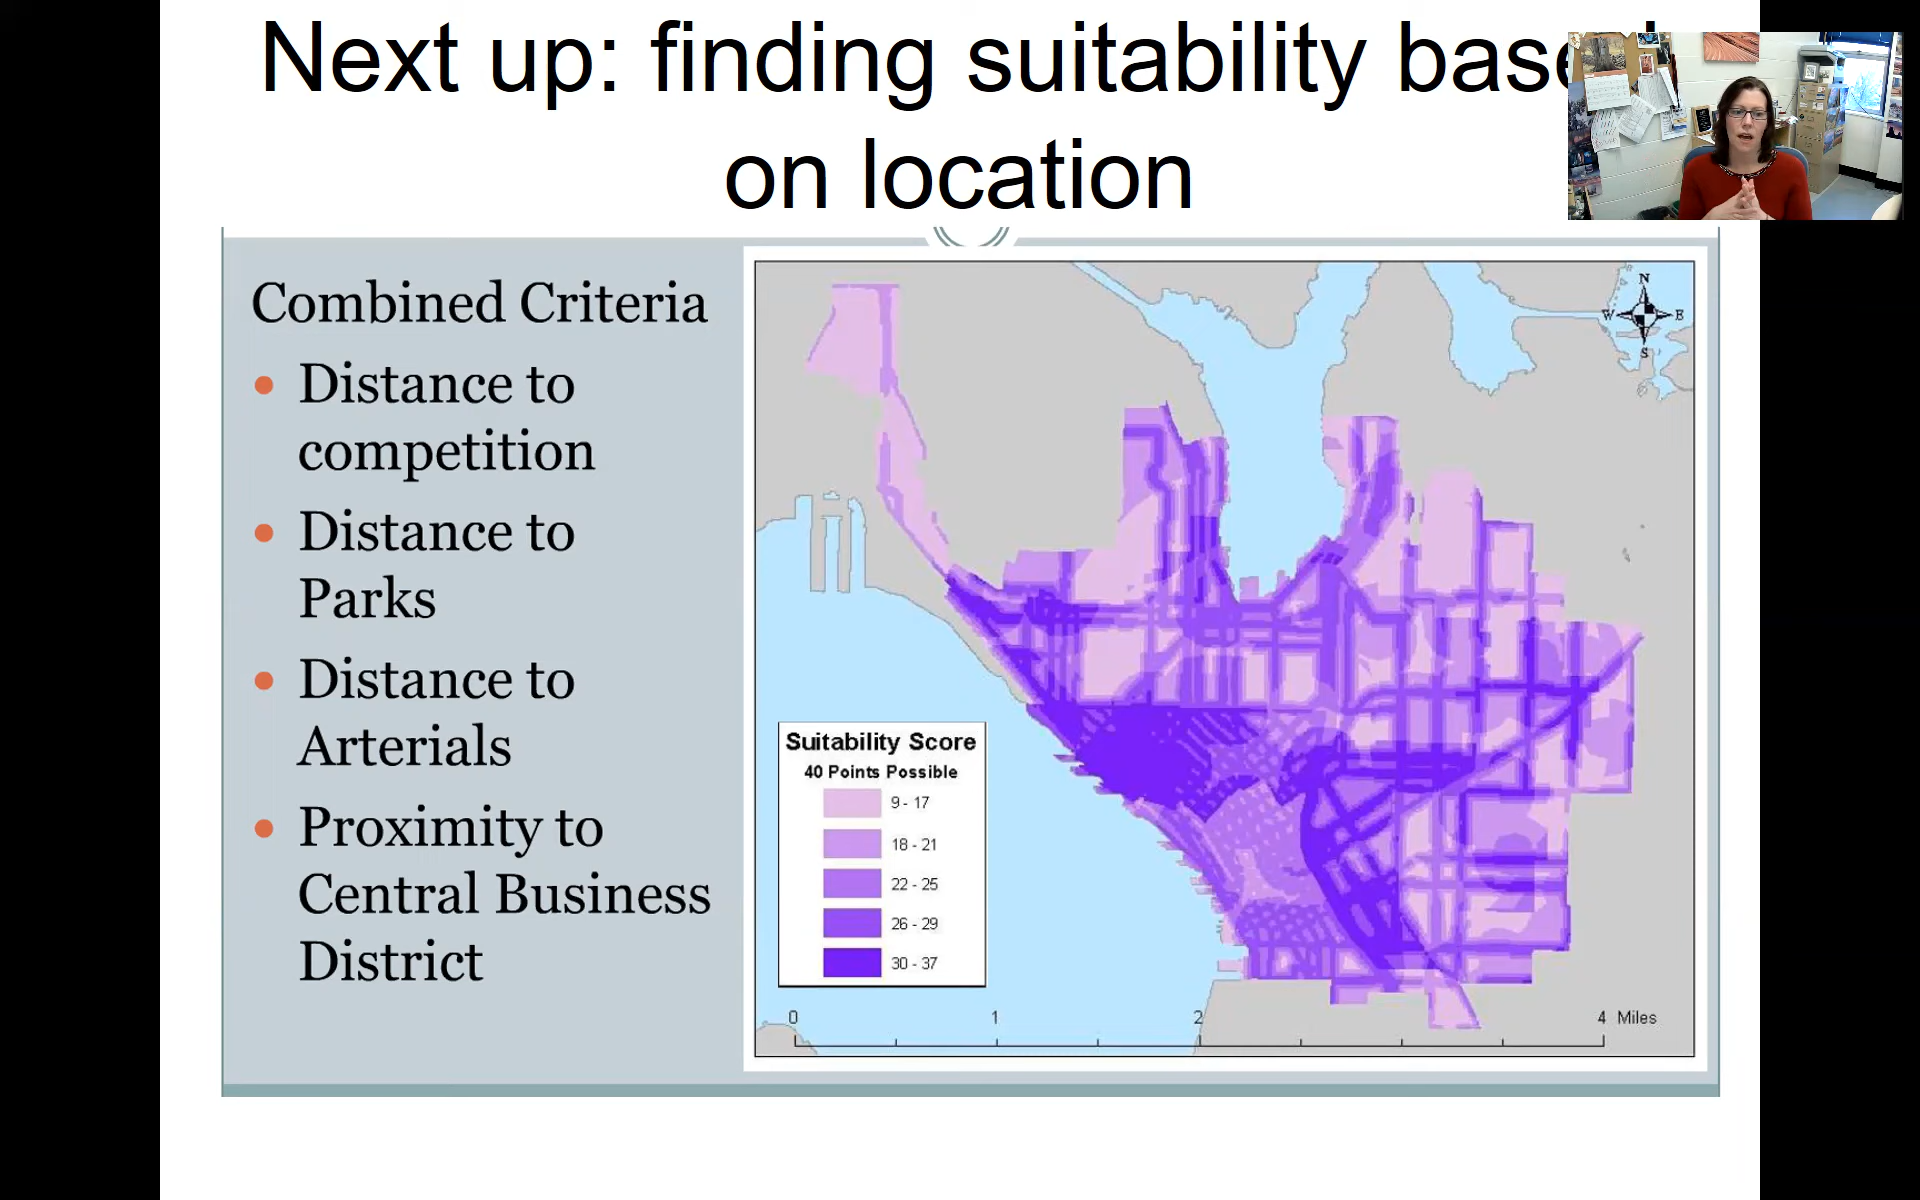 Next up: finding suitability base
on location
Combined Criteria
Distance to
competition
Distance to
Parks
Distance to
Arterials
Proximity to
Central Business
District
N
W E
S
Suitability Score
40 Points Possible
9 - 17
18 - 21
22 - 25
26 - 29
30 - 37
0 1 2 4 Miles